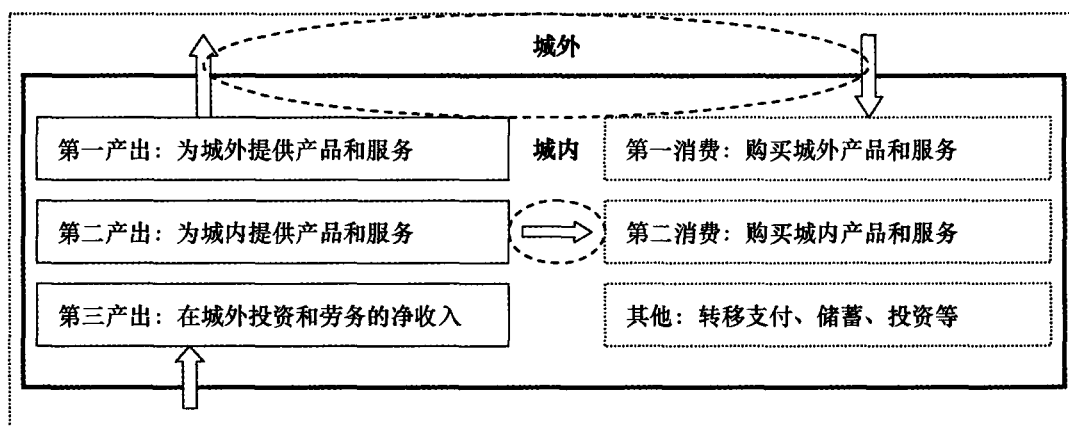 城外
第一产出：为城外提供产品和服务
城内
第一消费：购买城外产品和服务
第二产出：为城内提供产品和服务
第二消费：购买城内产品和服务
第三产出：在城外投资和劳务的净收入
其他：转移支付、储蓄、投资等